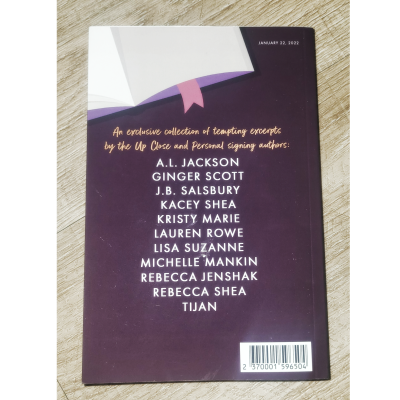 JANUARY 22, 2022
An exclusive collection of tempting excerpts
by the Up Close and Personal signing authors:
A.L. JACKSON
GINGER SCOTT
J.B. SALSBURY
KACEY SHEA
KRISTY MARIE
LAUREN ROWE
LISA SUZANNE
MICHELLE MANKIN
REBECCA JENSHAK
REBECCA SHEA
TIJAN
2 370001 596504